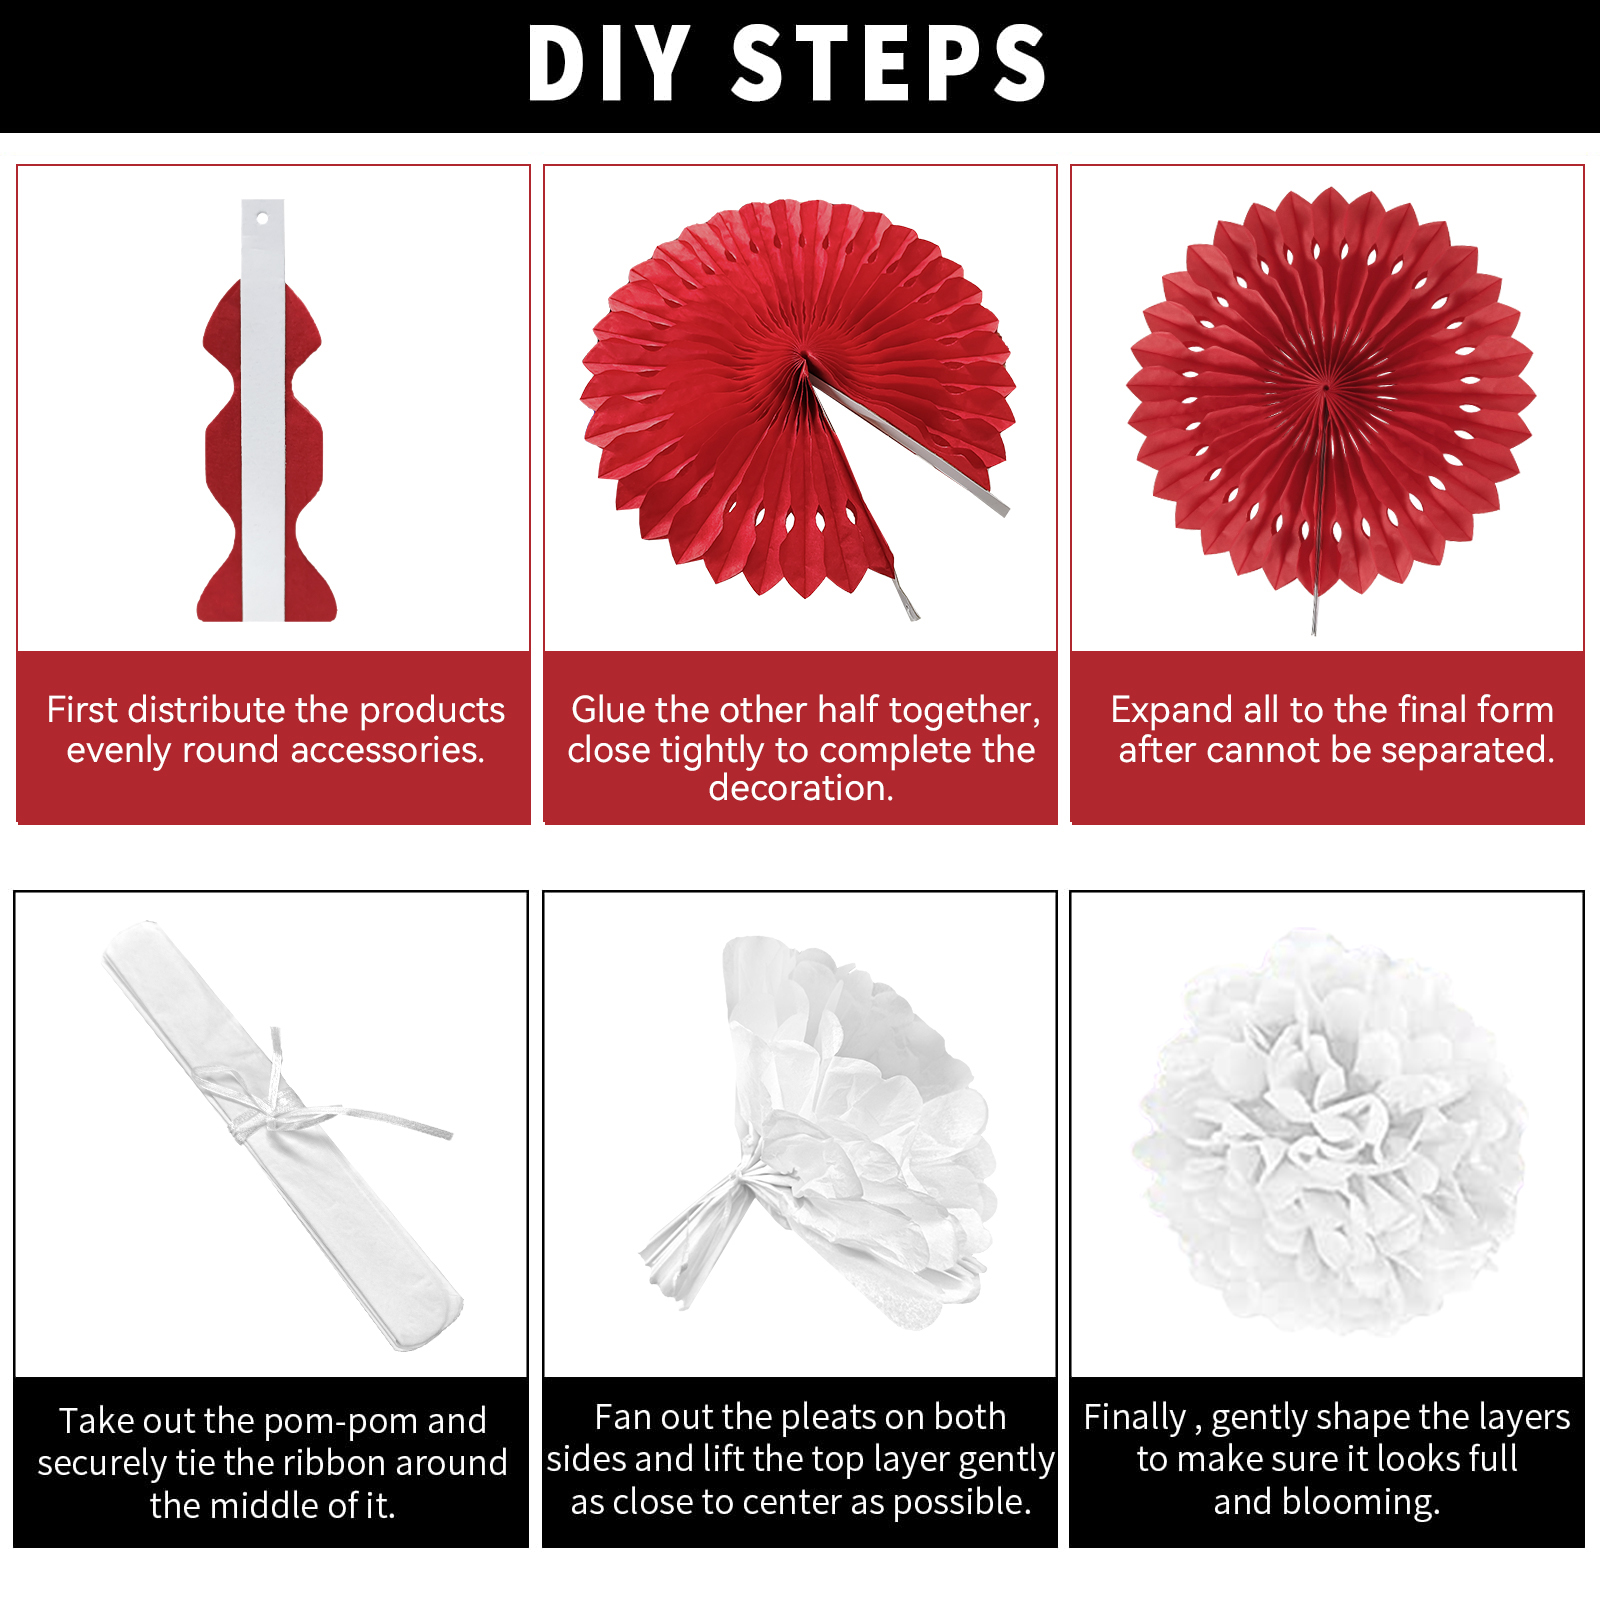 DIY STEPS
First distribute the products
evenly round accessories.
Glue the other half together,
close tightly to complete the
decoration.
Expand all to the final form
after cannot be separated.
Take out the pom-pom and
securely tie the ribbon around
the middle of it.
Fan out the pleats on both
sides and lift the top layer gently
as close to center as possible.
Finally , gently shape the layers
to make sure it looks full
and blooming.